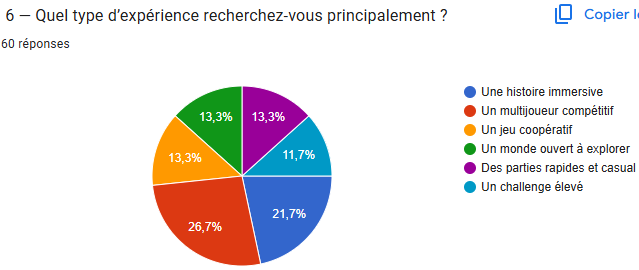 6 — Quel type d’expérience recherchez-vous principalement ?
Copier le
60 réponses
13,3%
13,3%
13,3%
11,7%
26,7%
21,7%
Une histoire immersive
Un multijoueur compétitif
Un jeu coopératif
Un monde ouvert à explorer
Des parties rapides et casual
Un challenge élevé